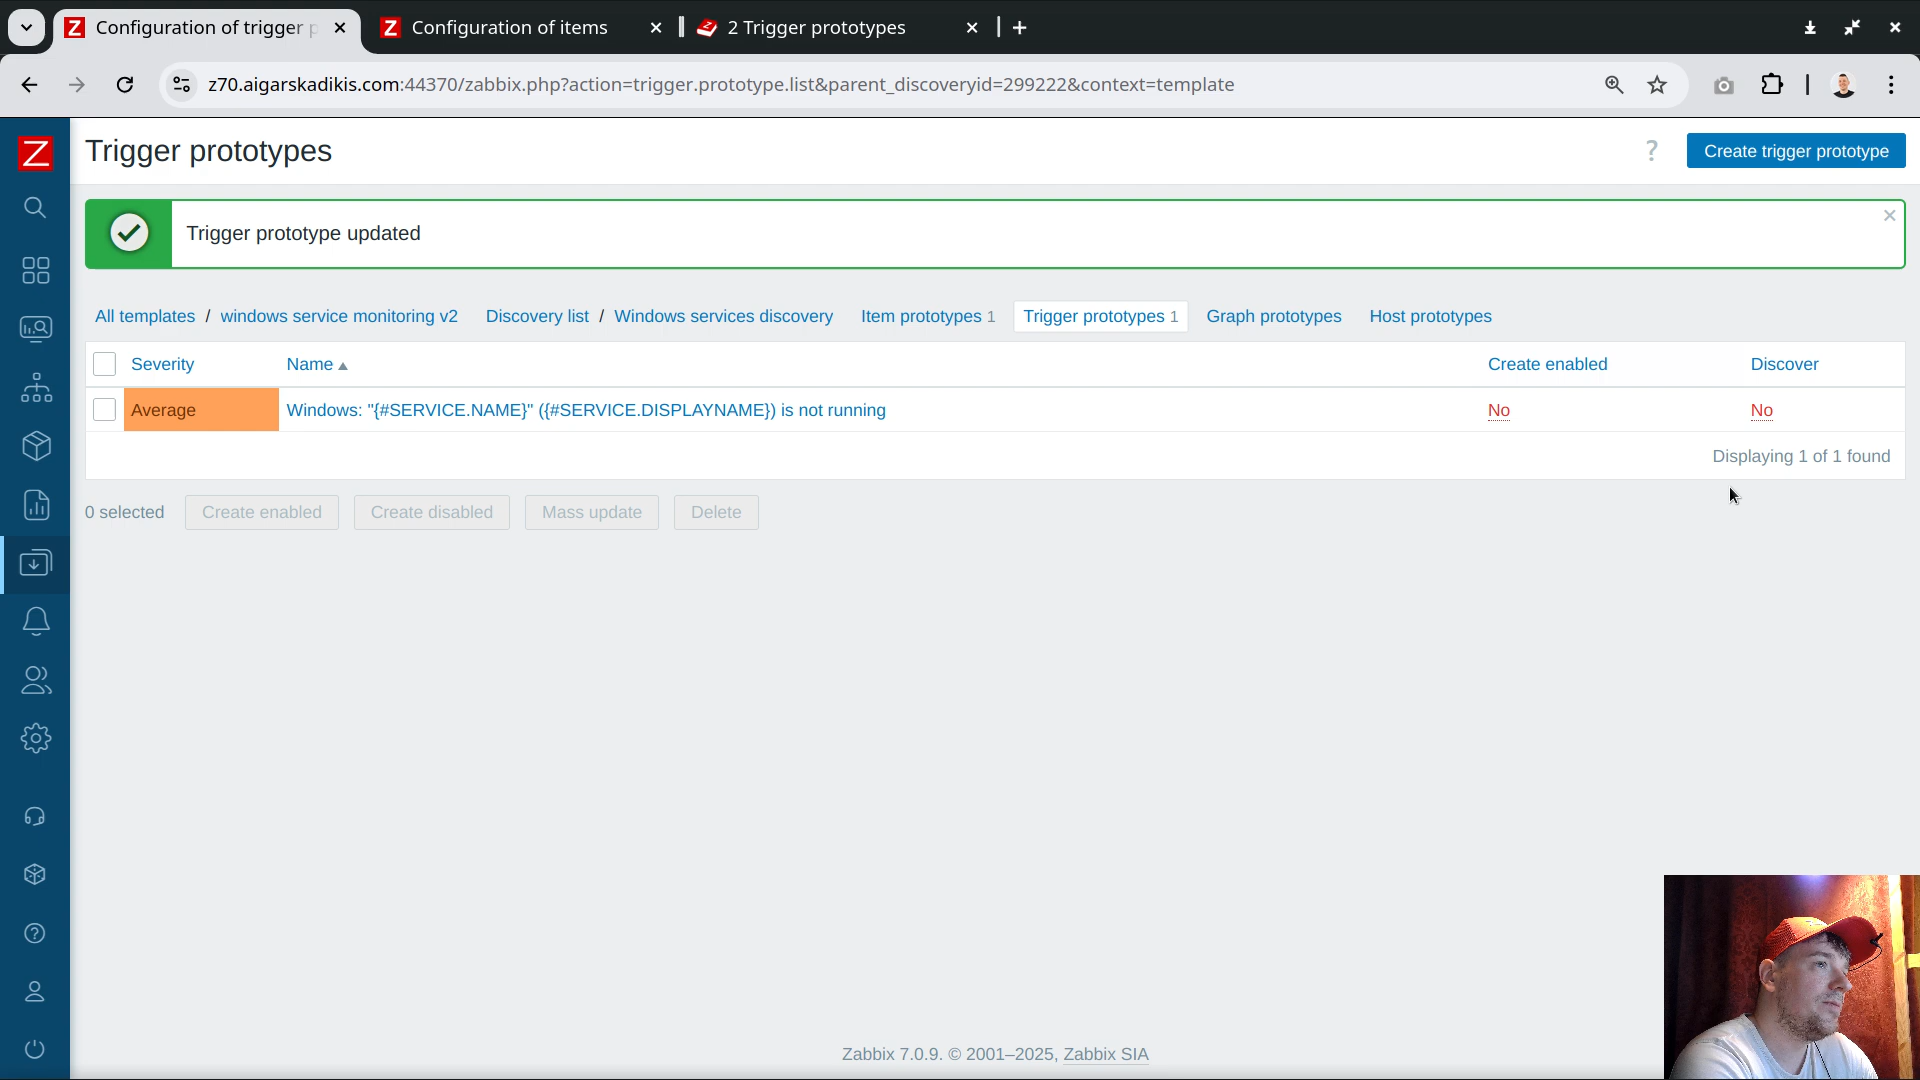 Configuration of trigger p
Configuration of items
2 Trigger prototypes
z70.aigarskadikis.com:44370/zabbix.php?action=trigger.prototype.list&parent_discoveryid=299222&context=template
Z
Trigger prototypes
?
Create trigger prototype
Trigger prototype updated
All templates / windows service monitoring v2 Discovery list / Windows services discovery Item prototypes 1 Trigger prototypes 1 Graph prototypes Host prototypes
Severity Name Create enabled Discover
Average Windows: "{#SERVICE.NAME}" ({#SERVICE.DISPLAYNAME}) is not running No No
Displaying 1 of 1 found
0 selected Create enabled Create disabled Mass update Delete
Zabbix 7.0.9. © 2001–2025, Zabbix SIA